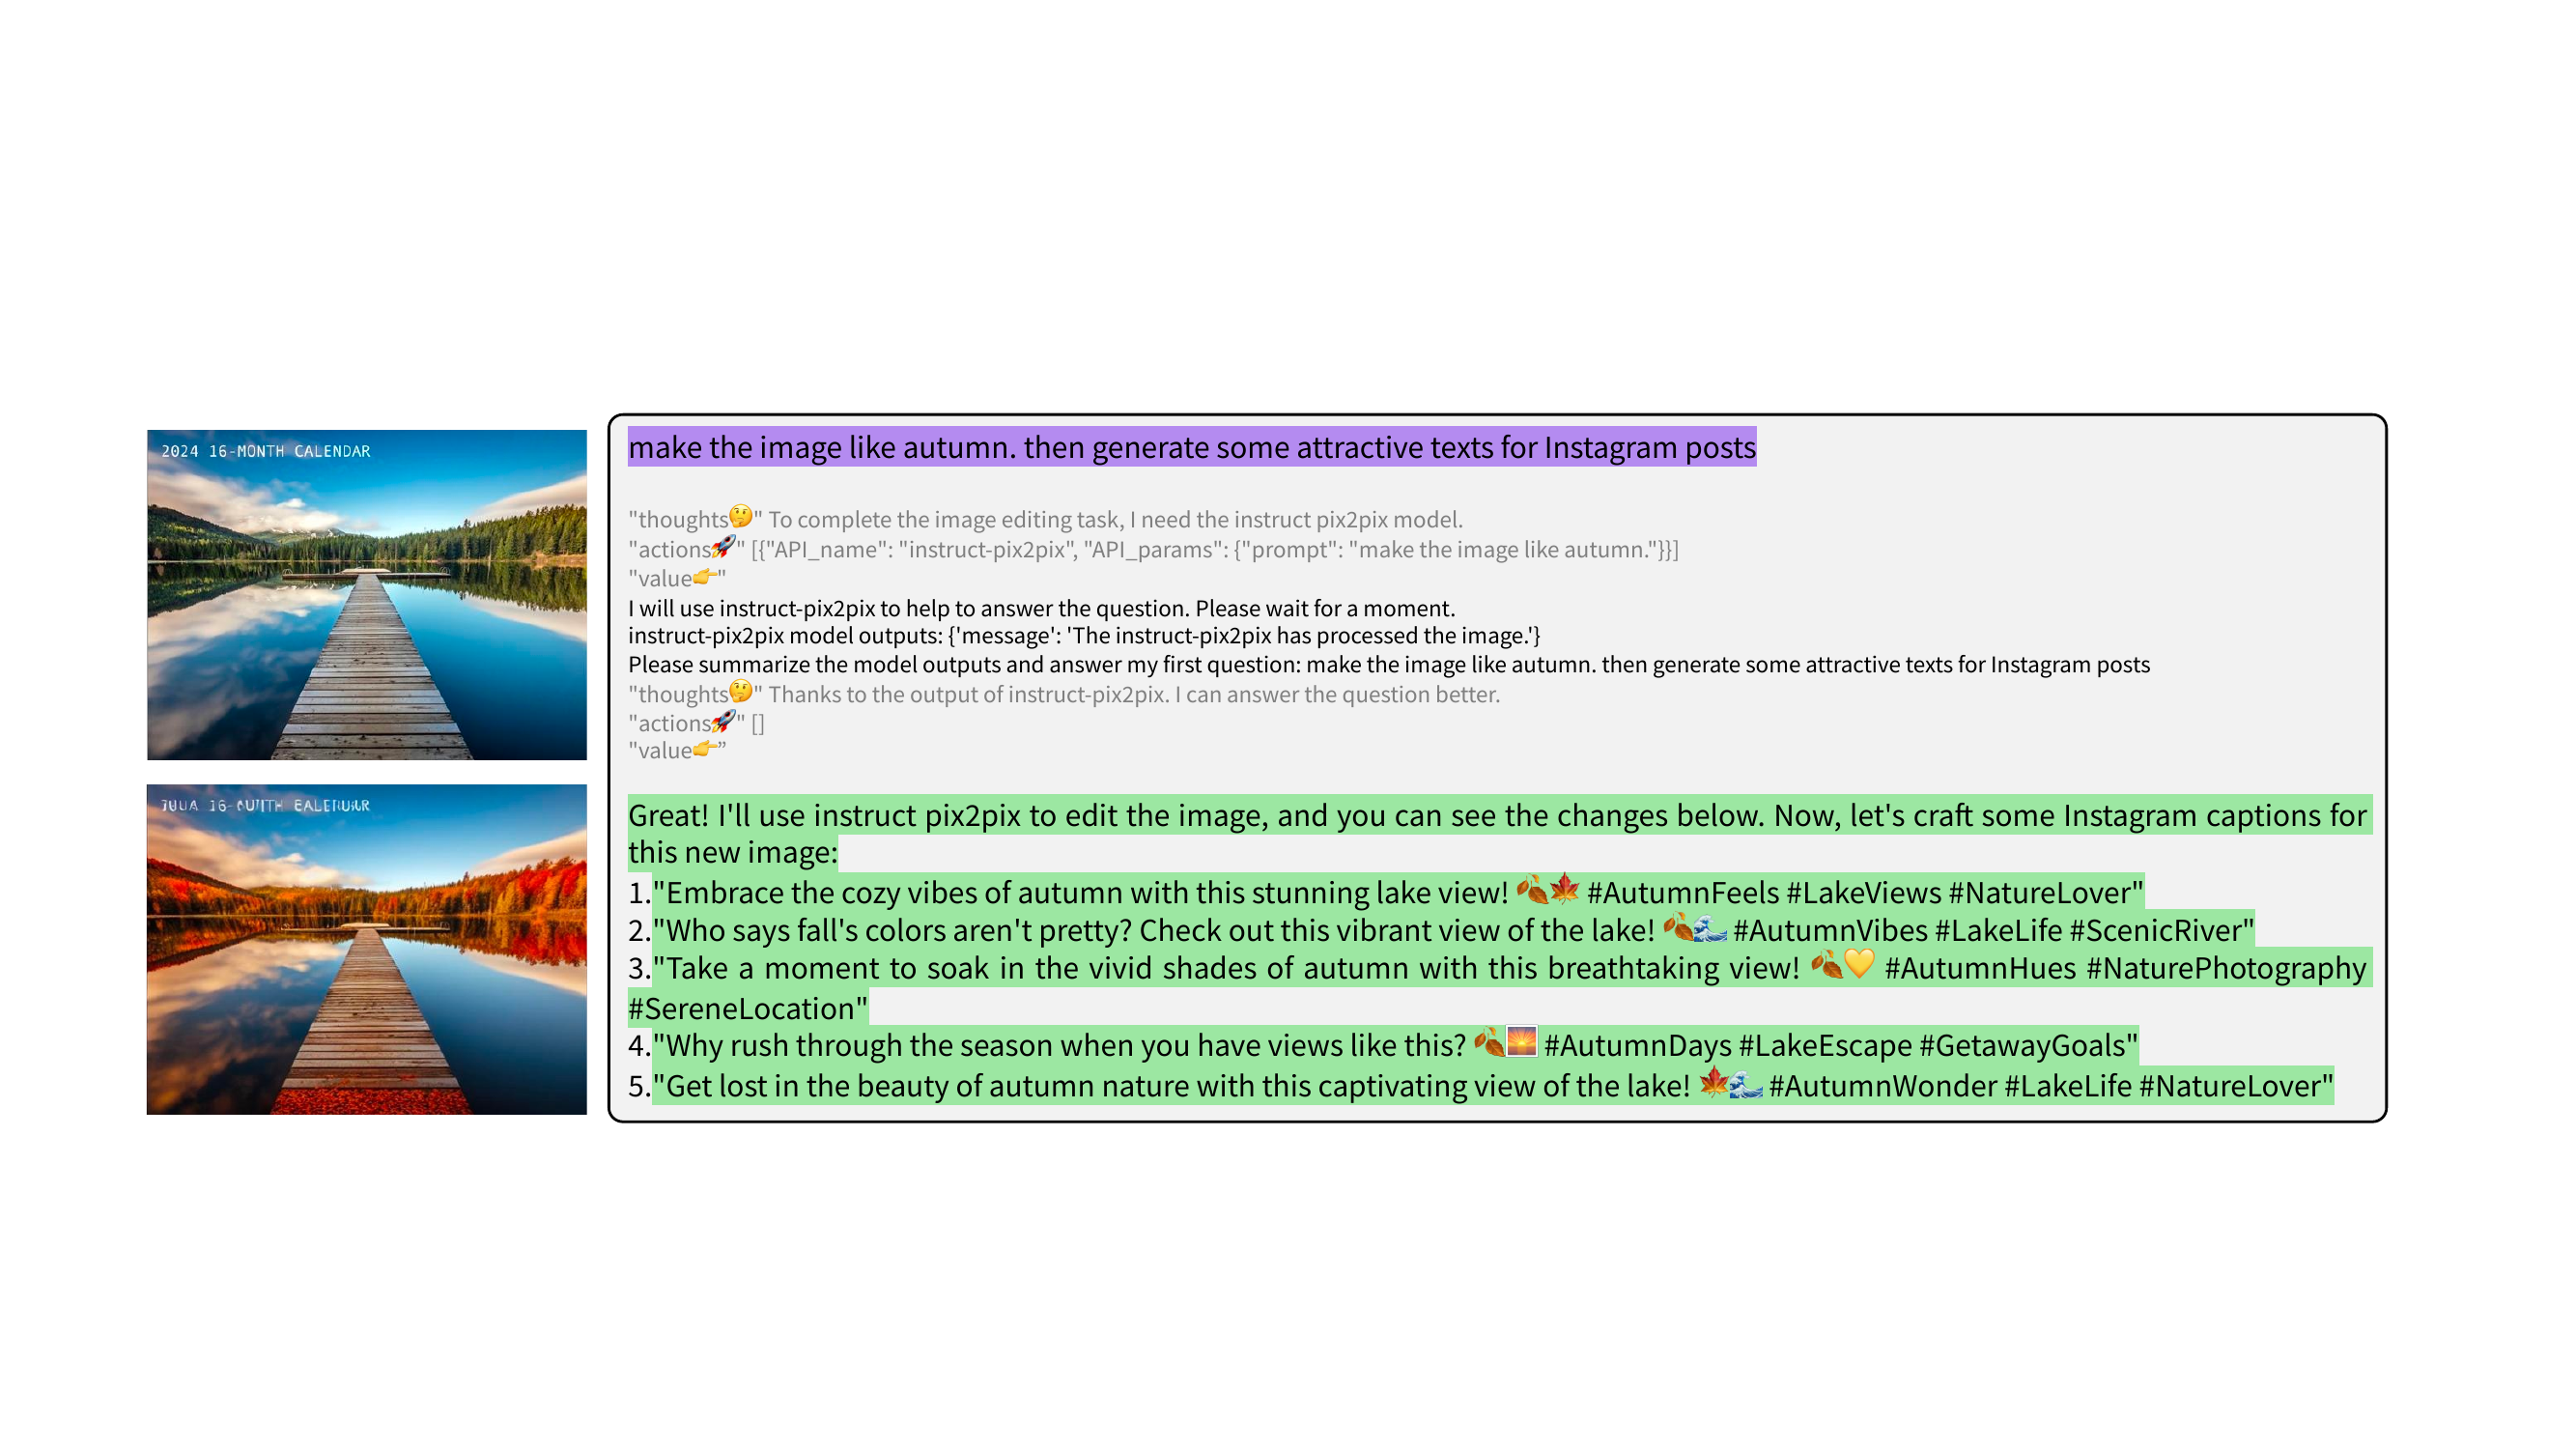 2024 16-MONTH CALENDAR
make the image like autumn. then generate some attractive texts for Instagram posts
"thoughts🤔" To complete the image editing task, I need the instruct pix2pix model.
"actions🚀" [{"API_name": "instruct-pix2pix", "API_params": {"prompt": "make the image like autumn."}}]
"value👉"
I will use instruct-pix2pix to help to answer the question. Please wait for a moment.
instruct-pix2pix model outputs: {'message': 'The instruct-pix2pix has processed the image.'}
Please summarize the model outputs and answer my first question: make the image like autumn. then generate some attractive texts for Instagram posts
"thoughts🤔" Thanks to the output of instruct-pix2pix. I can answer the question better.
"actions🚀" []
"value👉”
Great! I'll use instruct pix2pix to edit the image, and you can see the changes below. Now, let's craft some Instagram captions for
this new image:
1."Embrace the cozy vibes of autumn with this stunning lake view! 🍂🍁 #AutumnFeels #LakeViews #NatureLover"
2."Who says fall's colors aren't pretty? Check out this vibrant view of the lake! 🍂🌊 #AutumnVibes #LakeLife #ScenicRiver"
3."Take a moment to soak in the vivid shades of autumn with this breathtaking view! 🍂💛 #AutumnHues #NaturePhotography
#SereneLocation"
4."Why rush through the season when you have views like this? 🍂🌅 #AutumnDays #LakeEscape #GetawayGoals"
5."Get lost in the beauty of autumn nature with this captivating view of the lake! 🍁🌊 #AutumnWonder #LakeLife #NatureLover"
16-